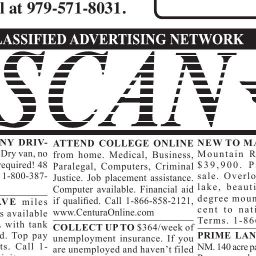 l at 979-571-8031.
LASSIFIED ADVERTISING NETWORK
SCAN
NY DRIV-
Dry van, no
required! 48
1-800-387-
AVE miles
s available
. with tank
d. Top pay
ts. Call 1-
ATTEND COLLEGE ONLINE
from home. Medical, Business,
Paralegal, Computers, Criminal
Justice. Job placement assistance.
Computer available. Financial aid
if qualified. Call 1-866-858-2121,
www.CenturaOnline.com
COLLECT UP TO $364/week of
unemployment insurance. If you
are unemployed and haven't filed
NEW TO MA
Mountain R
$39,900. P
sale. Overlo
lake, beauti
degree moun
cent to nati
Terms. 1-86
PRIME LAN
NM. 140 acre pa